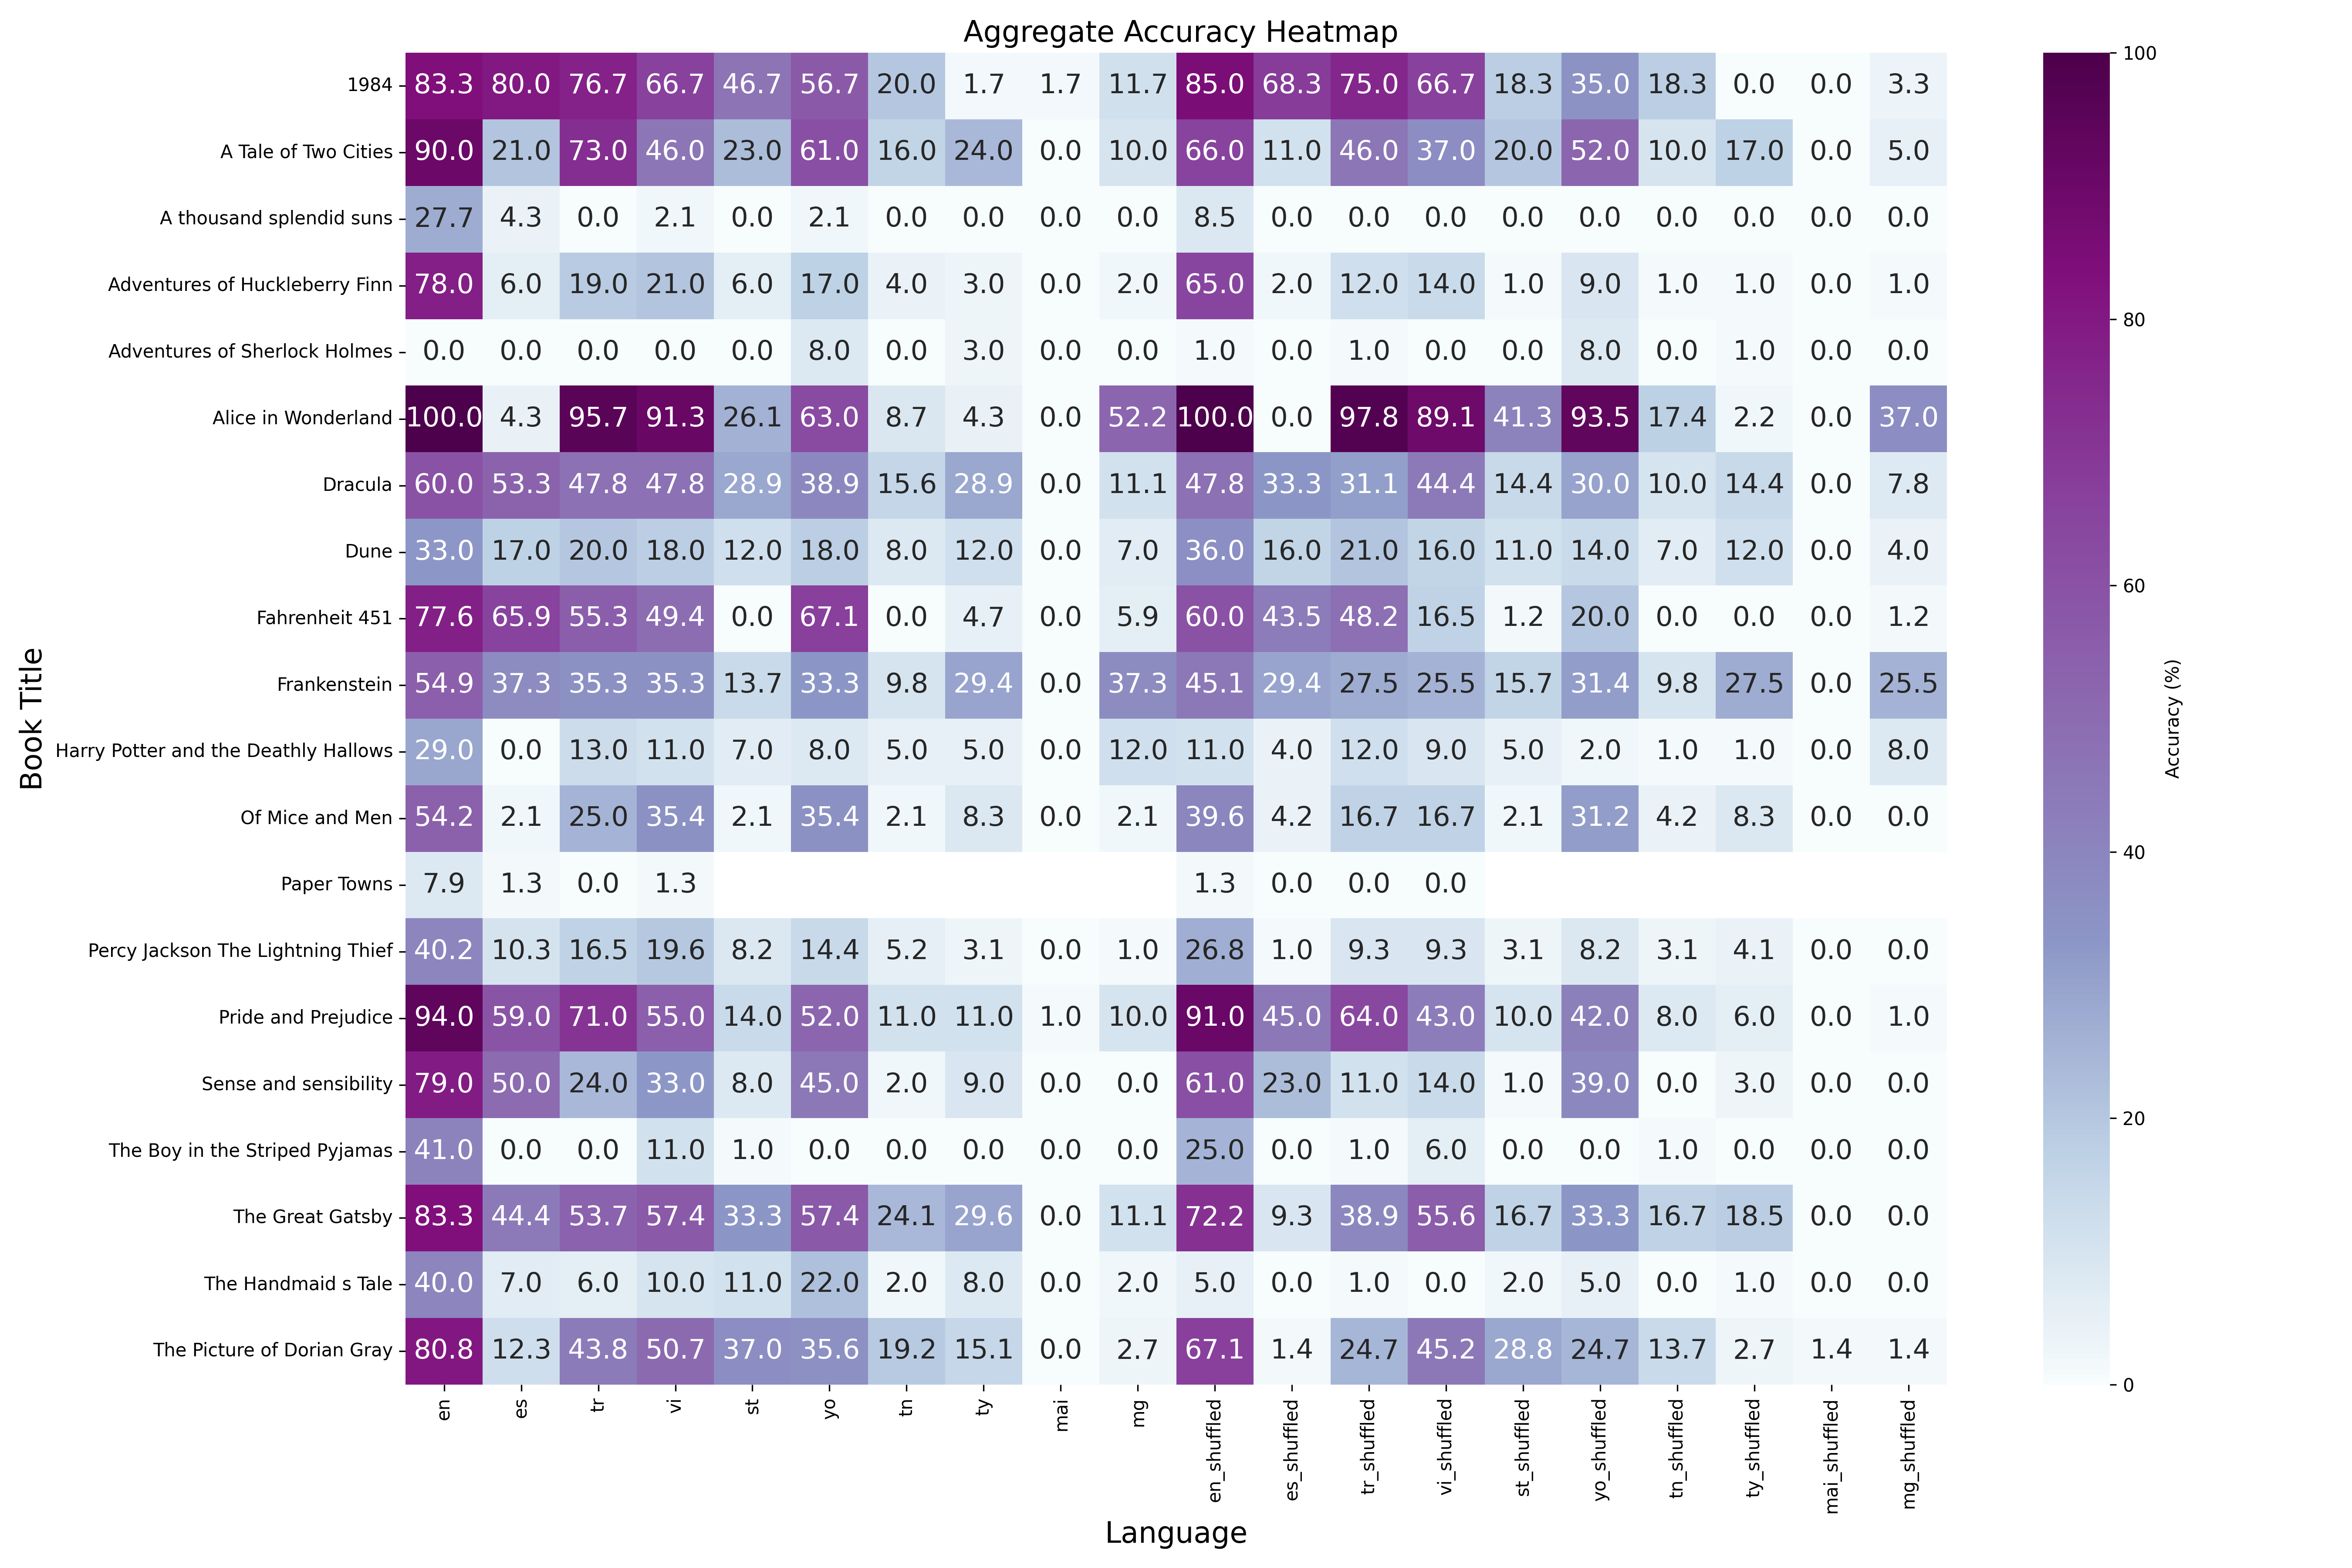 Aggregate Accuracy Heatmap
1984 83.3 80.0 76.7 66.7 46.7 56.7 20.0 1.7 1.7 11.7 85.0 68.3 75.0 66.7 18.3 35.0 18.3 0.0 0.0 3.3
A Tale of Two Cities 90.0 21.0 73.0 46.0 23.0 61.0 16.0 24.0 0.0 10.0 66.0 11.0 46.0 37.0 20.0 52.0 10.0 17.0 0.0 5.0
A thousand splendid suns 27.7 4.3 0.0 2.1 0.0 2.1 0.0 0.0 0.0 0.0 8.5 0.0 0.0 0.0 0.0 0.0 0.0 0.0 0.0 0.0
Adventures of Huckleberry Finn 78.0 6.0 19.0 21.0 6.0 17.0 4.0 3.0 0.0 2.0 65.0 2.0 12.0 14.0 1.0 9.0 1.0 1.0 0.0 1.0
Adventures of Sherlock Holmes 0.0 0.0 0.0 0.0 0.0 8.0 0.0 3.0 0.0 0.0 1.0 0.0 1.0 0.0 0.0 8.0 0.0 1.0 0.0 0.0
Alice in Wonderland 100.0 4.3 95.7 91.3 26.1 63.0 8.7 4.3 0.0 52.2 100.0 0.0 97.8 89.1 41.3 93.5 17.4 2.2 0.0 37.0
Dracula 60.0 53.3 47.8 47.8 28.9 38.9 15.6 28.9 0.0 11.1 47.8 33.3 31.1 44.4 14.4 30.0 10.0 14.4 0.0 7.8
Dune 33.0 17.0 20.0 18.0 12.0 18.0 8.0 12.0 0.0 7.0 36.0 16.0 21.0 16.0 11.0 14.0 7.0 12.0 0.0 4.0
Fahrenheit 451 77.6 65.9 55.3 49.4 0.0 67.1 0.0 4.7 0.0 5.9 60.0 43.5 48.2 16.5 1.2 20.0 0.0 0.0 0.0 1.2
Frankenstein 54.9 37.3 35.3 35.3 13.7 33.3 9.8 29.4 0.0 37.3 45.1 29.4 27.5 25.5 15.7 31.4 9.8 27.5 0.0 25.5
Harry Potter and the Deathly Hallows 29.0 0.0 13.0 11.0 7.0 8.0 5.0 5.0 0.0 12.0 11.0 4.0 12.0 9.0 5.0 2.0 1.0 1.0 0.0 8.0
Of Mice and Men 54.2 2.1 25.0 35.4 2.1 35.4 2.1 8.3 0.0 2.1 39.6 4.2 16.7 16.7 2.1 31.2 4.2 8.3 0.0 0.0
Paper Towns 7.9 1.3 0.0 1.3 1.3 0.0 0.0 0.0
Percy Jackson The Lightning Thief 40.2 10.3 16.5 19.6 8.2 14.4 5.2 3.1 0.0 1.0 26.8 1.0 9.3 9.3 3.1 8.2 3.1 4.1 0.0 0.0
Pride and Prejudice 94.0 59.0 71.0 55.0 14.0 52.0 11.0 11.0 1.0 10.0 91.0 45.0 64.0 43.0 10.0 42.0 8.0 6.0 0.0 1.0
Sense and sensibility 79.0 50.0 24.0 33.0 8.0 45.0 2.0 9.0 0.0 0.0 61.0 23.0 11.0 14.0 1.0 39.0 0.0 3.0 0.0 0.0
The Boy in the Striped Pyjamas 41.0 0.0 0.0 11.0 1.0 0.0 0.0 0.0 0.0 0.0 25.0 0.0 1.0 6.0 0.0 0.0 1.0 0.0 0.0 0.0
The Great Gatsby 83.3 44.4 53.7 57.4 33.3 57.4 24.1 29.6 0.0 11.1 72.2 9.3 38.9 55.6 16.7 33.3 16.7 18.5 0.0 0.0
The Handmaid s Tale 40.0 7.0 6.0 10.0 11.0 22.0 2.0 8.0 0.0 2.0 5.0 0.0 1.0 0.0 2.0 5.0 0.0 1.0 0.0 0.0
The Picture of Dorian Gray 80.8 12.3 43.8 50.7 37.0 35.6 19.2 15.1 0.0 2.7 67.1 1.4 24.7 45.2 28.8 24.7 13.7 2.7 1.4 1.4
en es tr vi st yo tn ty mai mg en_shuffled es_shuffled tr_shuffled vi_shuffled st_shuffled yo_shuffled tn_shuffled ty_shuffled mai_shuffled mg_shuffled
Language
Book Title
100
80
60
40
20
0
Accuracy (%)